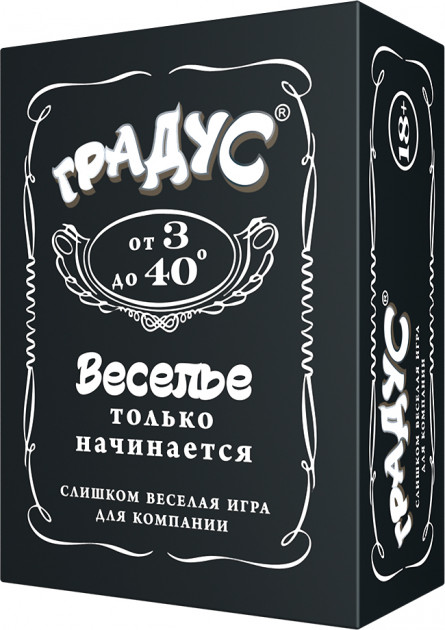 ГРАДУС®
от 3
до 40°
Веселье
только
начинается
слишком веселая игра
для компании
18+
ГРАДУС®
слишком веселая игра
для компании